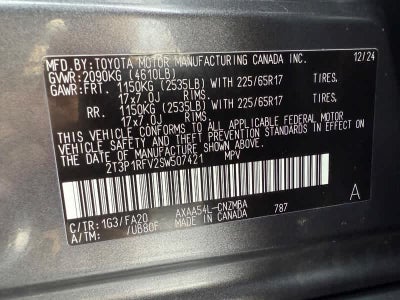 MFD.BY:TOYOTA MOTOR MANUFACTURING CANADA INC. 12/24
GVWR:2090KG (4610LB)
GAWR:FRT. 1150KG (2535LB) WITH 225/65R17 TIRES,
17x7.0J RIMS,
RR. 1150KG (2535LB) WITH 225/65R17 TIRES,
17x7.0J RIMS,
THIS VEHICLE CONFORMS TO ALL APPLICABLE FEDERAL MOTOR
VEHICLE SAFETY AND THEFT PREVENTION STANDARDS IN
EFFECT ON THE DATE OF MANUFACTURE SHOWN ABOVE.
2T3P1RFV2SW507421 MPV
C/TR:1G3/FA20 AXAA54L-CNZMBA 787 A
A/TM: /UB80F MADE IN CANADA